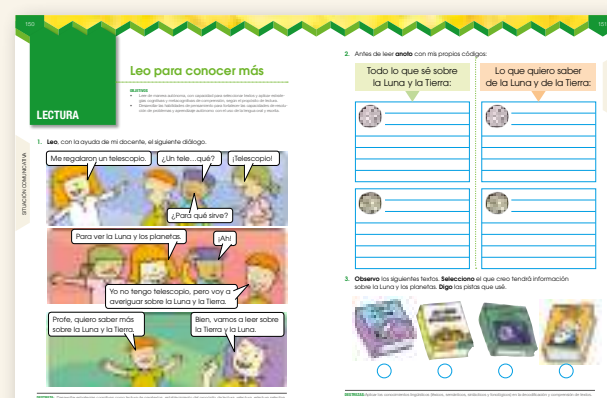 150
LECTURA
Leo para conocer más
OBJETIVOS
SITUACIÓN COMUNICATIVA
1. Leo, con la ayuda de mi docente, el siguiente diálogo.
Me regalaron un telescopio.
¿Un tele...qué?
¡Telescopio!
¿Para qué sirve?
Para ver la Luna y los planetas.
¡Ah!
Yo no tengo telescopio, pero voy a
averiguar sobre la Luna y la Tierra.
Profe, quiero saber más
sobre la Luna y la Tierra.
Bien, vamos a leer sobre
la Tierra y la Luna.
151
2. Antes de leer anoto con mis propios códigos:
Todo lo que sé sobre
la Luna y la Tierra:
Lo que quiero saber
de la Luna y de la Tierra:
3. Observo los siguientes textos. Selecciono el que creo tendrá información
sobre la Luna y los planetas. Digo las pistas que usé.